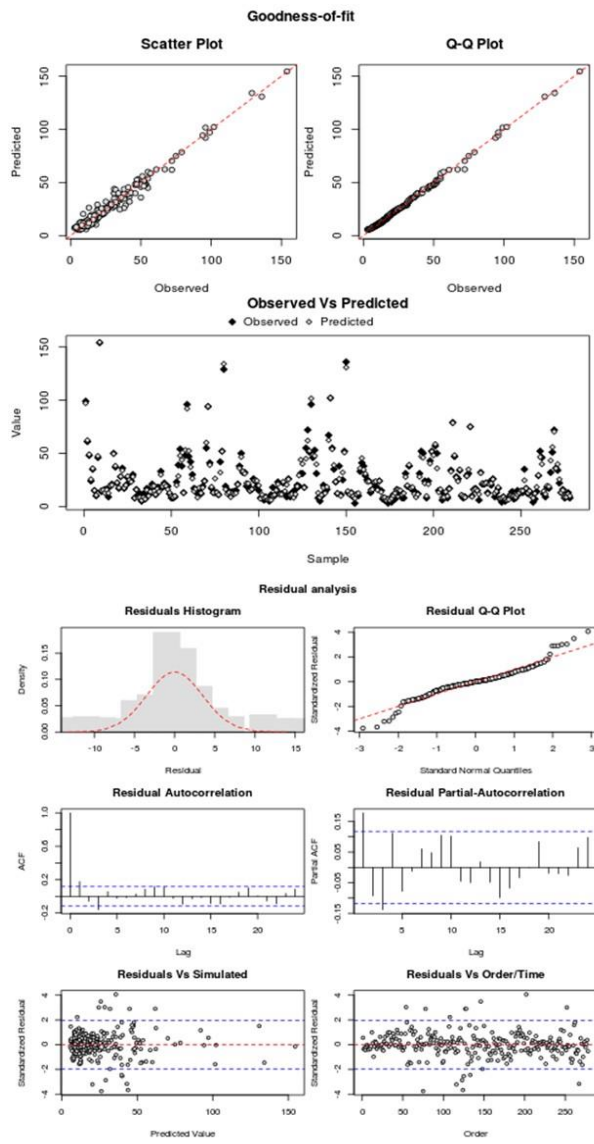 Goodness-of-fit
Scatter Plot
Q-Q Plot
Predicted
150
100
50
0
0 50 100 150
Observed
Predicted
150
100
50
0
0 50 100 150
Observed
Observed Vs Predicted
Observed Predicted
Value
150
100
50
0
0 50 100 150 200 250
Sample
Residual analysis
Residuals Histogram
Residual Q-Q Plot
Density
0.15
0.10
0.05
0.00
-10 -5 0 5 10 15
Residual
Standardized Residual
4
2
0
-2
-4
-3 -2 -1 0 1 2 3
Standard Normal Quantiles
Residual Autocorrelation
Residual Partial-Autocorrelation
ACF
1.0
0.6
0.2
-0.2
0 5 10 15 20
Lag
Partial ACF
0.15
0.05
-0.05
-0.15
5 10 15 20
Lag
Residuals Vs Simulated
Residuals Vs Order/Time
Standardized Residual
4
2
0
-2
-4
0 50 100 150
Predicted Value
Standardized Residual
4
2
0
-2
-4
0 50 100 150 200 250
Order